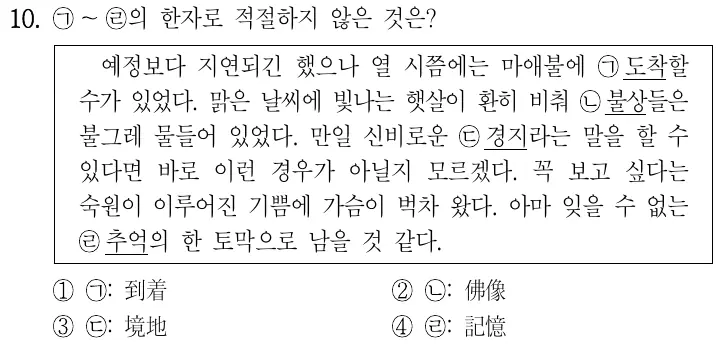 10. ㉠ ~ ㉣의 한자로 적절하지 않은 것은?
예정보다 지연되긴 했으나 열 시쯤에는 마애불에 ㉠ 도착할
수가 있었다. 맑은 날씨에 빛나는 햇살이 환히 비춰 ㉡ 불상들은
불그레 물들어 있었다. 만일 신비로운 ㉢ 경지라는 말을 할 수
있다면 바로 이런 경우가 아닐지 모르겠다. 꼭 보고 싶다는
숙원이 이루어진 기쁨에 가슴이 벅차 왔다. 아마 잊을 수 없는
㉣ 추억의 한 토막으로 남을 것 같다.
① ㉠: 到着 ② ㉡: 佛像
③ ㉢: 境地 ④ ㉣: 記憶